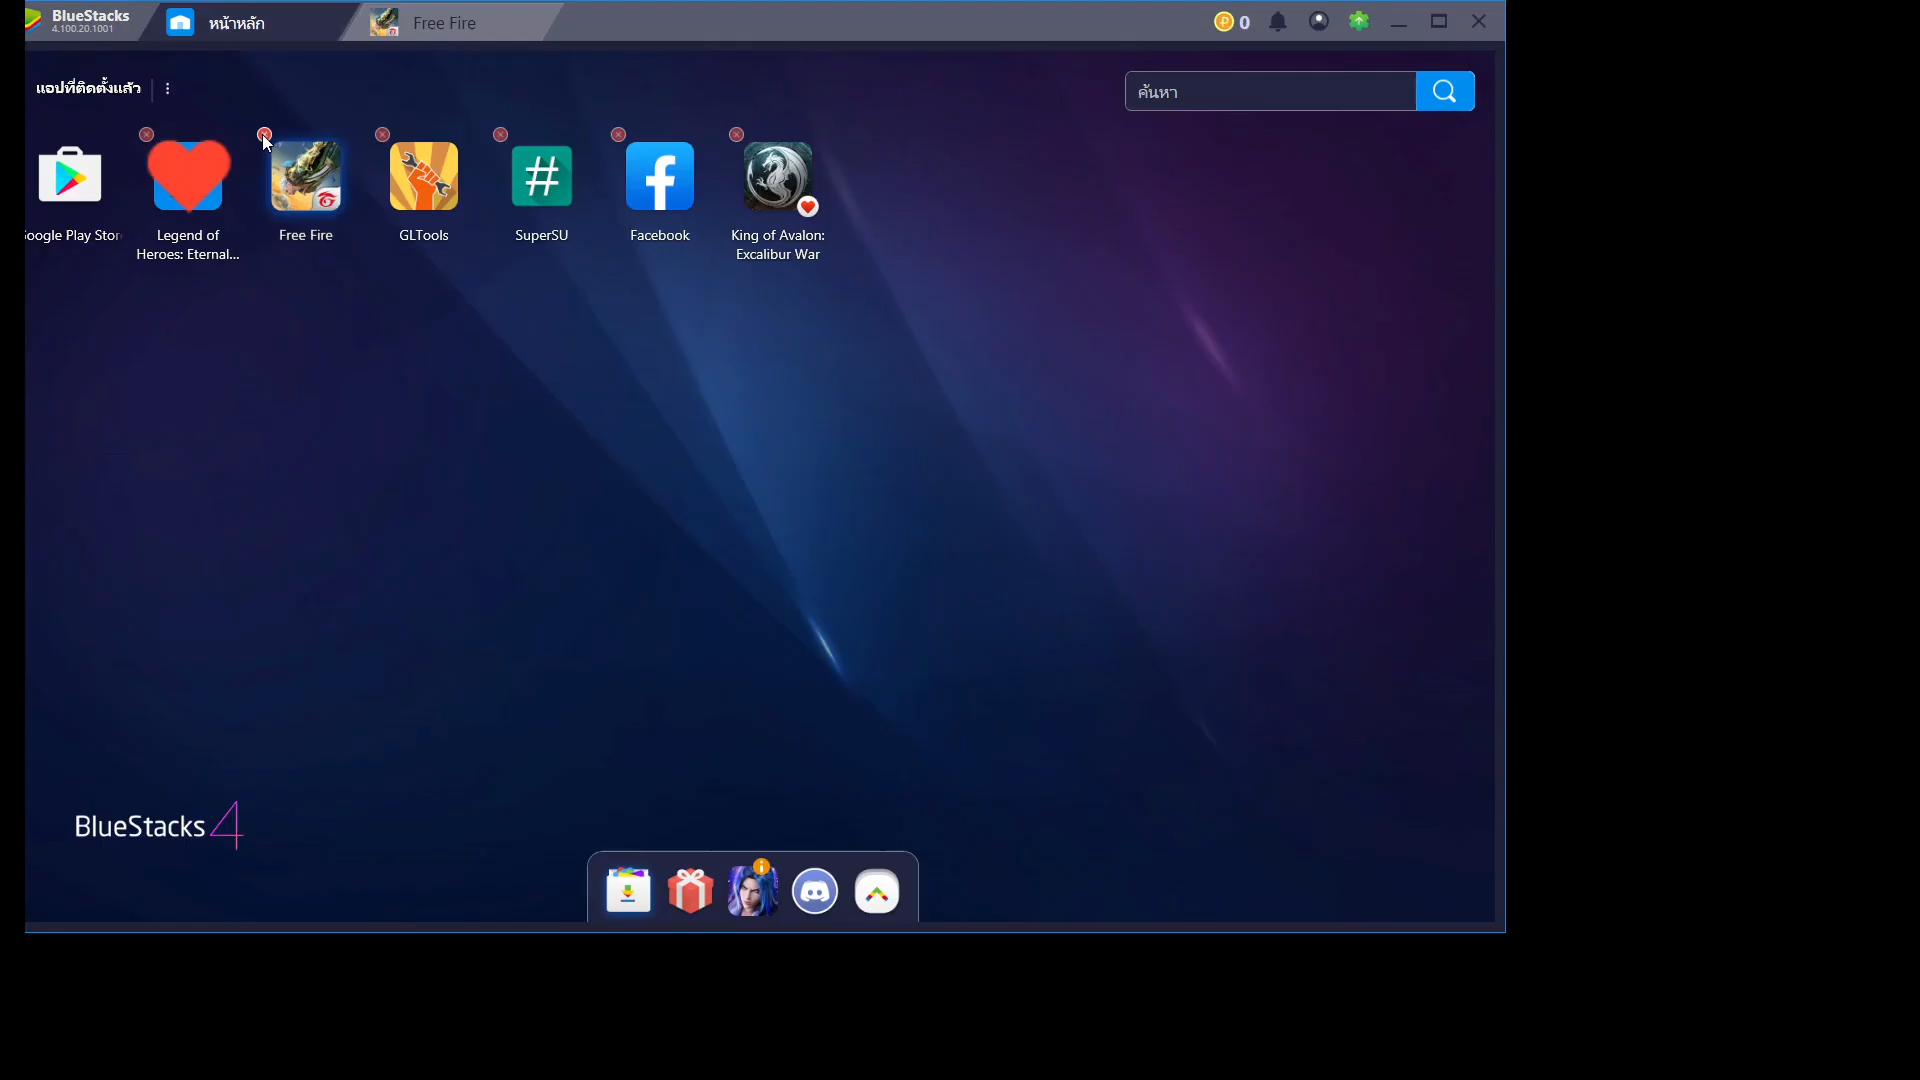 BlueStacks
4.100.20.1001
หน้าหลัก
Free Fire
0
แอปที่ติดตั้งแล้ว
ค้นหา
Google Play Stor
Legend of
Heroes: Eternal...
Free Fire
GLTools
SuperSU
Facebook
King of Avalon:
Excalibur War
BlueStacks 4